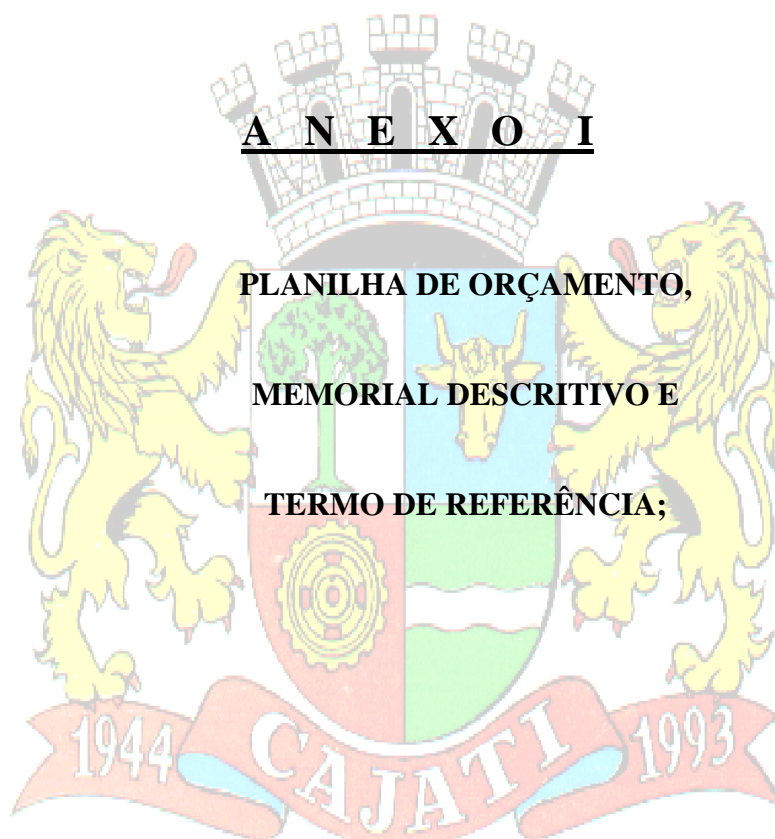 A N E X O I
PLANILHA DE ORÇAMENTO,
MEMORIAL DESCRITIVO E
TERMO DE REFERÊNCIA;
1944 CAJATI 1993